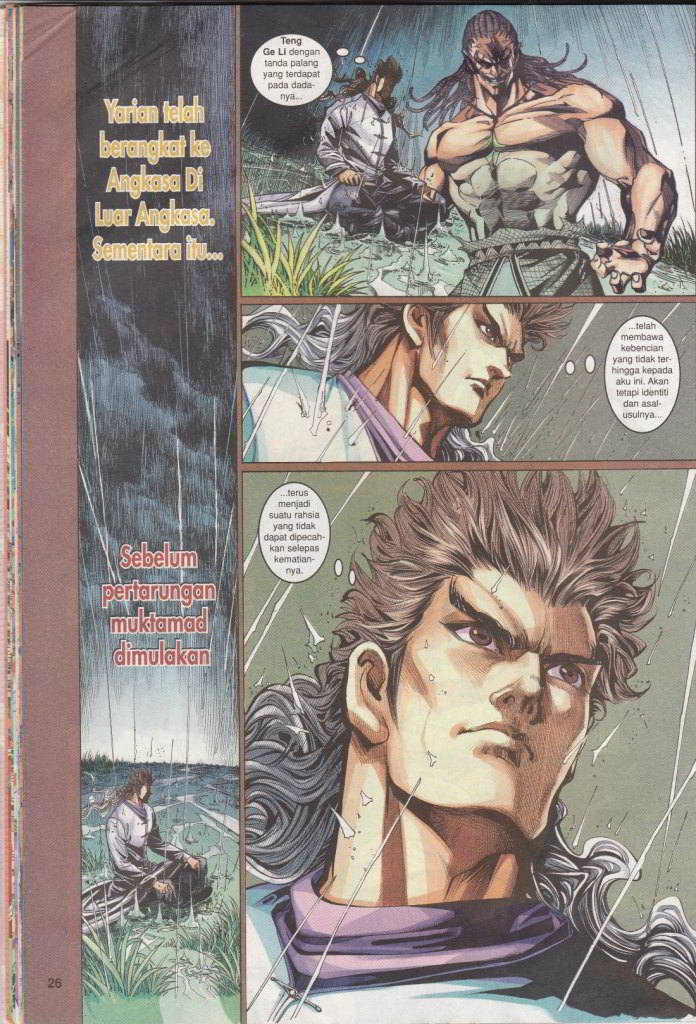 Yarian telah
berangkat ke
Angkasa Di
Luar Angkasa.
Sementara itu...
Sebelum
pertarungan
muktamad
dimulakan
Teng
Ge Li dengan
tanda palang
yang terdapat
pada dada-
nya...
...telah
membawa
kebencian
yang tidak ter-
hingga kepada
aku ini. Akan
tetapi identiti
dan asal-
usulnya...
...terus
menjadi
suatu rahsia
yang tidak
dapat dipecah-
kan selepas
kematian-
nya.
26